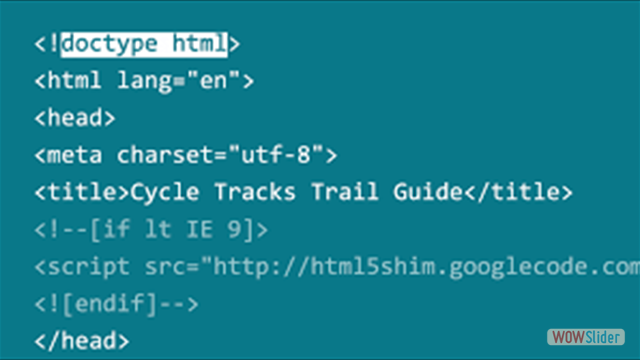 <!doctype html>
<html lang="en">
<head>
<meta charset="utf-8">
<title>Cycle Tracks Trail Guide</title>
<!--[if lt IE 9]>
<script src="http://html5shim.googlecode.com
<![endif]-->
</head>
WOWSlider